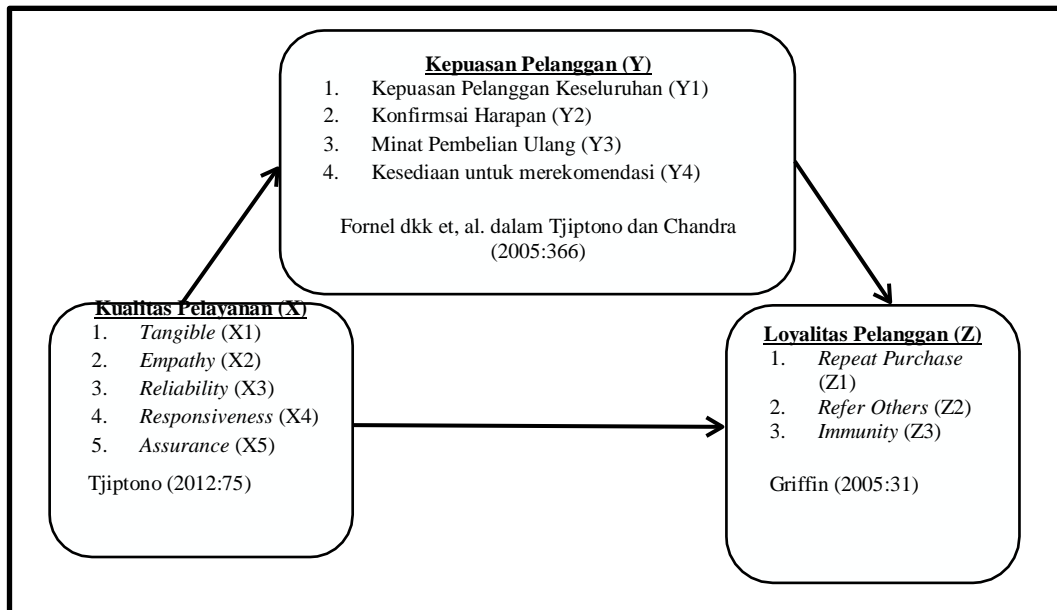 Kepuasan Pelanggan (Y)
1. Kepuasan Pelanggan Keseluruhan (Y1)
2. Konfirmsai Harapan (Y2)
3. Minat Pembelian Ulang (Y3)
4. Kesediaan untuk merekomendasi (Y4)
Fornel dkk et, al. dalam Tjiptono dan Chandra
(2005:366)
Kualitas Pelayanan (X)
1. Tangible (X1)
2. Empathy (X2)
3. Reliability (X3)
4. Responsiveness (X4)
5. Assurance (X5)
Tjiptono (2012:75)
Loyalitas Pelanggan (Z)
1. Repeat Purchase
(Z1)
2. Refer Others (Z2)
3. Immunity (Z3)
Griffin (2005:31)